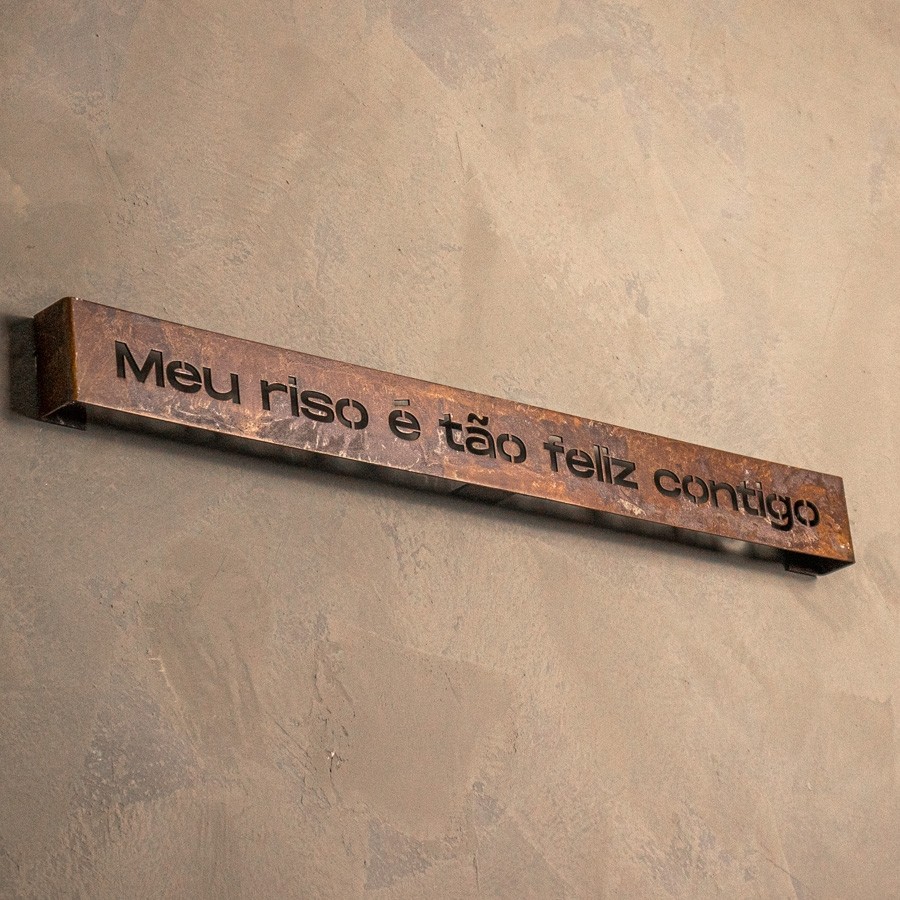 Meu riso é tão feliz contigo